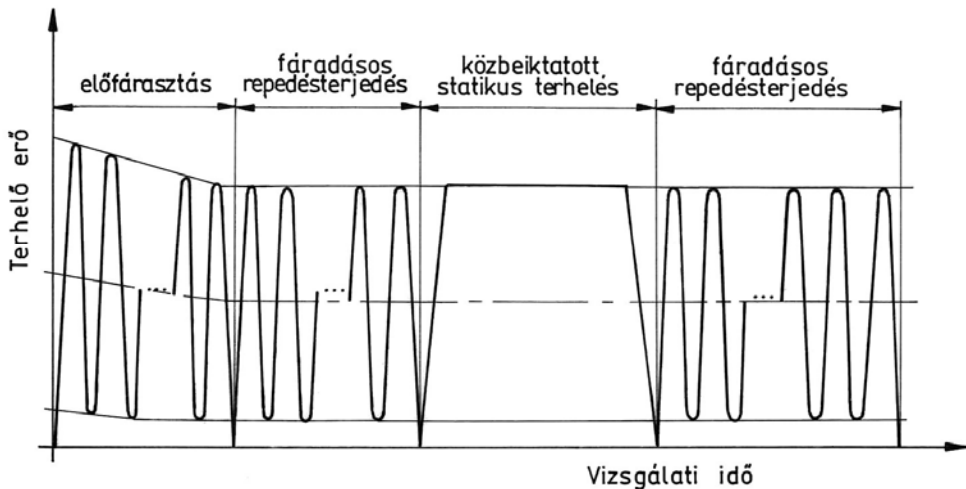 előfárasztás
fáradásos
repedésterjedés
közbeiktatott
statikus terhelés
fáradásos
repedésterjedés
Terhelő erő
Vizsgálati idő